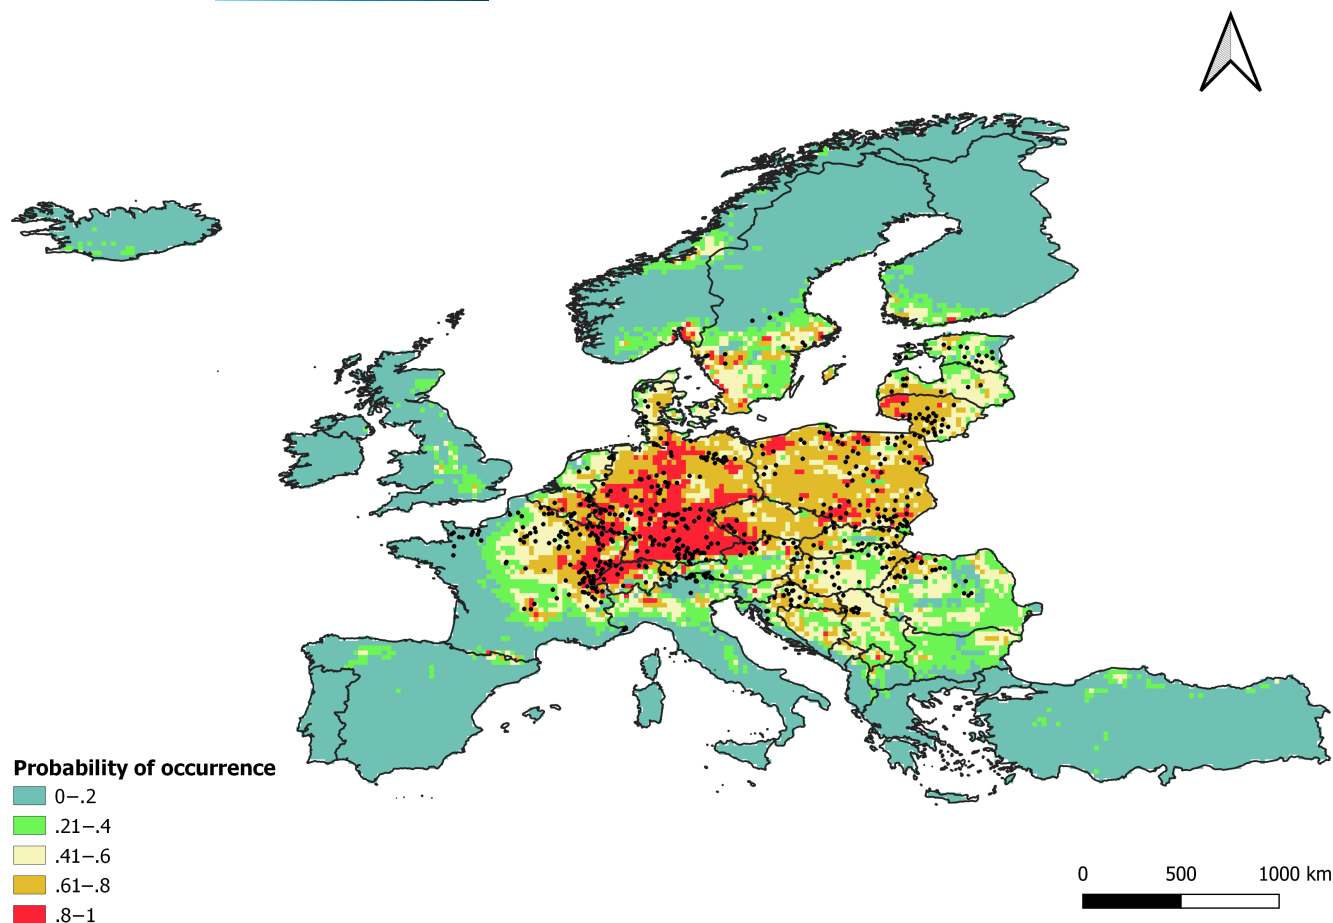 Probability of occurrence
0–.2
.21–.4
.41–.6
.61–.8
.8–1
0 500 1000 km